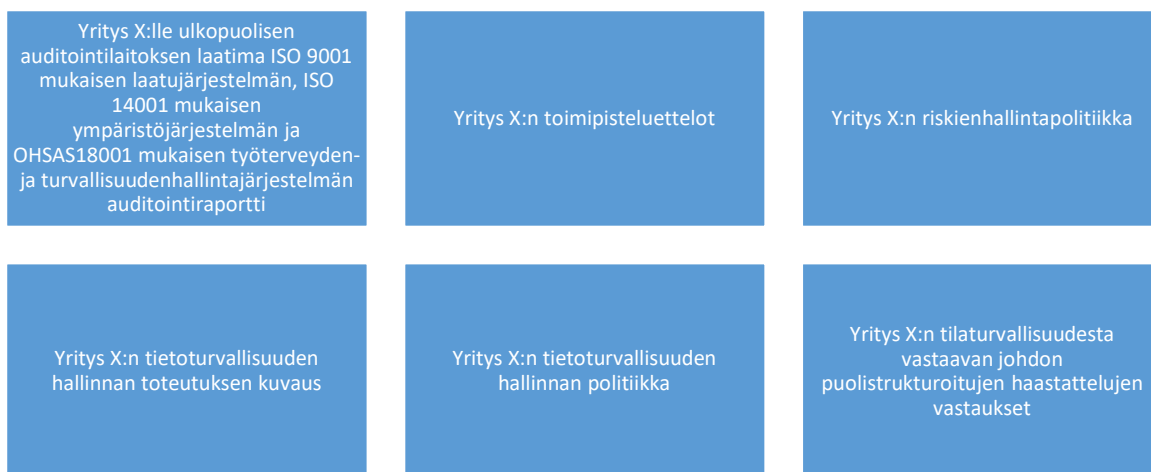 Yritys X:lle ulkopuolisen
auditointilaitoksen laatima ISO 9001
mukaisen laatujärjestelmän, ISO
14001 mukaisen
ympäristöjärjestelmän ja
OHSAS18001 mukaisen työterveyden-
ja turvallisuudenhallintajärjestelmän
auditointiraportti
Yritys X:n toimipisteluettelot
Yritys X:n riskienhallintapolitiikka
Yritys X:n tietoturvallisuuden
hallinnan toteutuksen kuvaus
Yritys X:n tietoturvallisuuden
hallinnan politiikka
Yritys X:n tilaturvallisuudesta
vastaavan johdon
puolistrukturoitujen haastattelujen
vastaukset